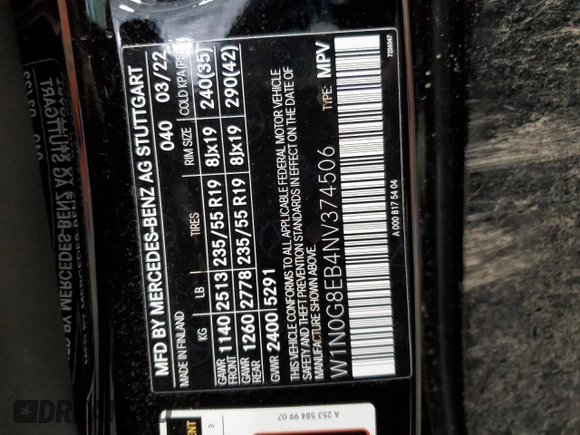 MFD BY MERCEDES-BENZ AG STUTTGART
MADE IN FINLAND 040 03/22
KG LB TIRES RIM SIZE COLD KPA (PSI)
GAWR FRONT 1140 2513 235/55 R19 8Jx19 240(35)
GAWR REAR 1260 2778 235/55 R19 8Jx19 290(42)
GVWR 2400 5291
THIS VEHICLE CONFORMS TO ALL APPLICABLE FEDERAL MOTOR VEHICLE
SAFETY AND THEFT PREVENTION STANDARDS IN EFFECT ON THE DATE OF
MANUFACTURE SHOWN ABOVE.
TYPE: MPV
W1N0G8EB4NV374506
A 000 817 54 04
A 253 584 99 07
3